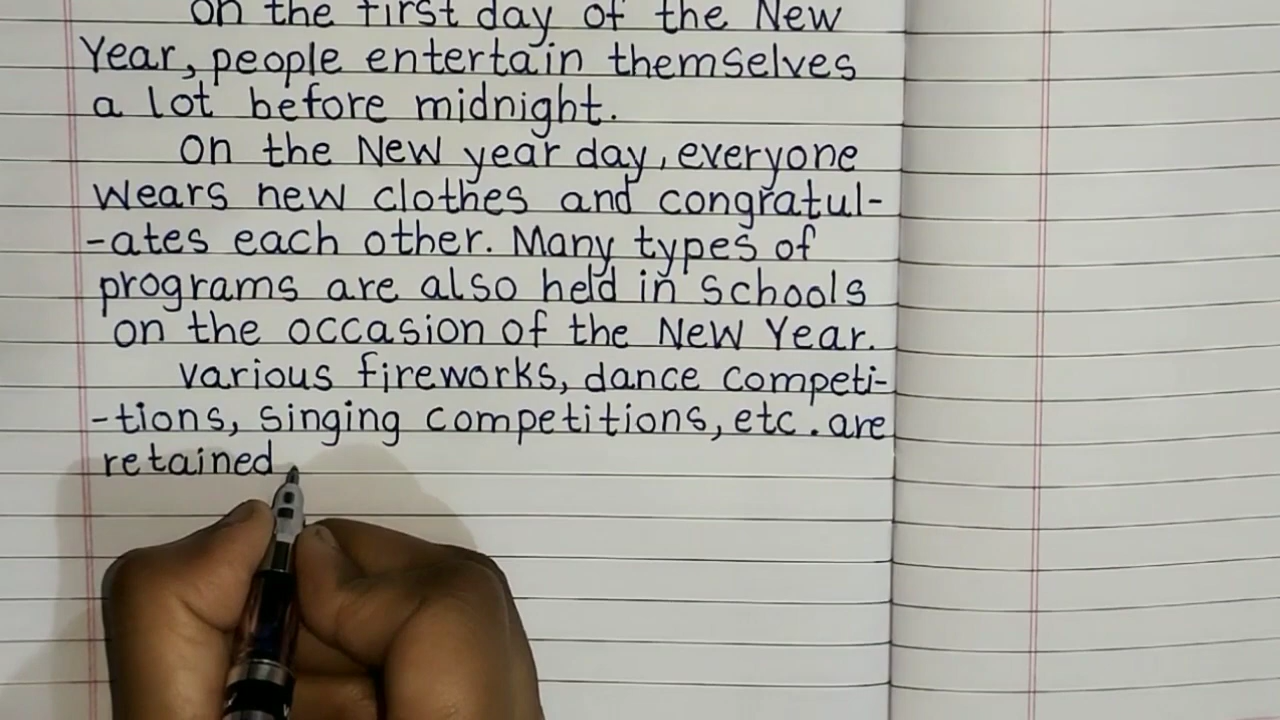 on the first day of the New
Year, people entertain themselves
a lot before midnight.
On the New year day, everyone
wears new clothes and congratul-
-ates each other. Many types of
programs are also held in schools
on the occasion of the New Year.
Various fireworks, dance competi-
-tions, singing competitions, etc. are
retained